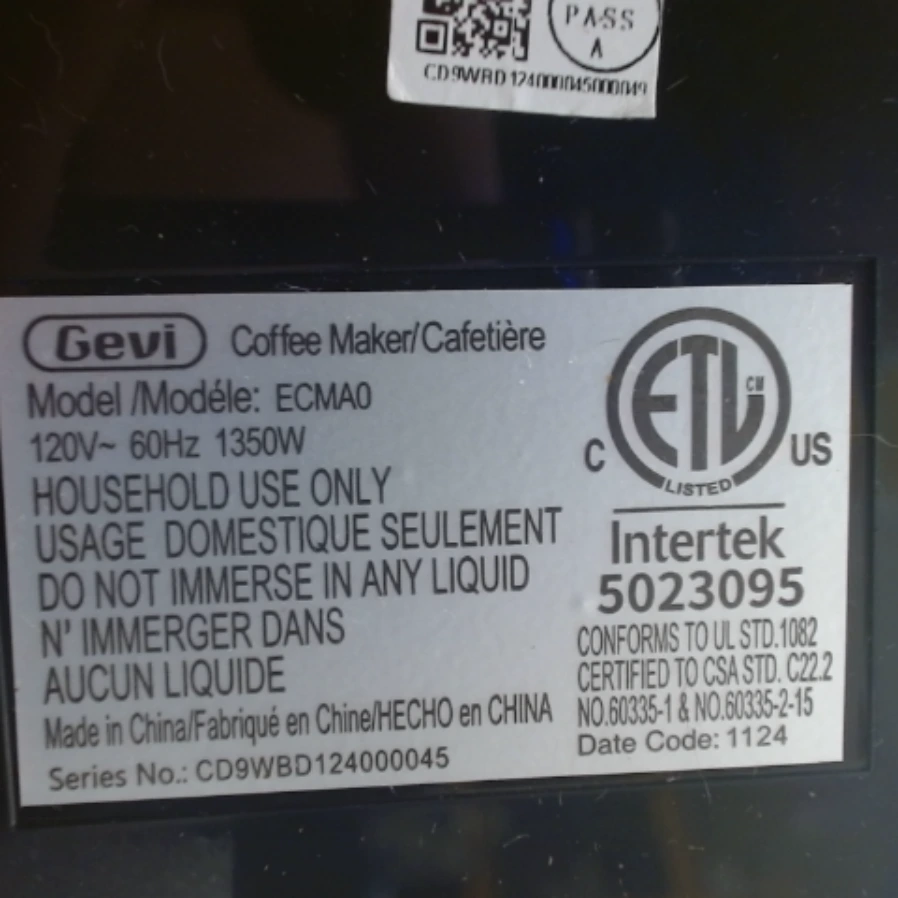 PASS
A
CD9WBD124000045000049
Gevi Coffee Maker/Cafetière
Model /Modéle: ECMA0
120V~ 60Hz 1350W
HOUSEHOLD USE ONLY
USAGE DOMESTIQUE SEULEMENT
DO NOT IMMERSE IN ANY LIQUID
N' IMMERGER DANS
AUCUN LIQUIDE
Made in China/Fabriqué en Chine/HECHO en CHINA
Series No.: CD9WBD124000045
ETL CM
C US
LISTED
Intertek
5023095
CONFORMS TO UL STD.1082
CERTIFIED TO CSA STD. C22.2
NO.60335-1 & NO.60335-2-15
Date Code: 1124